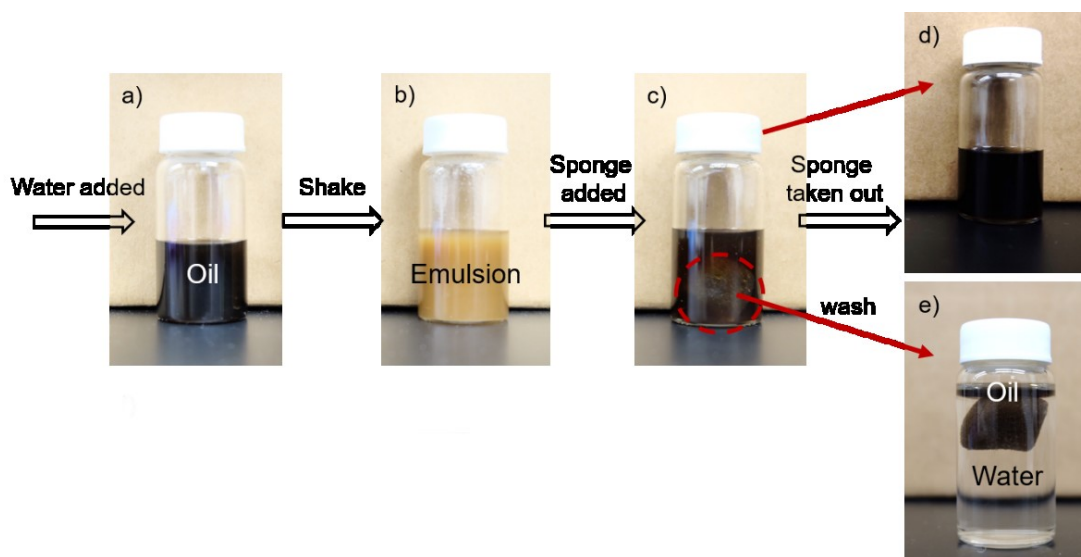 a)
b)
c)
d)
Water added
Shake
Sponge
added
Sponge
taken out
Oil
Emulsion
wash
e)
Oil
Water